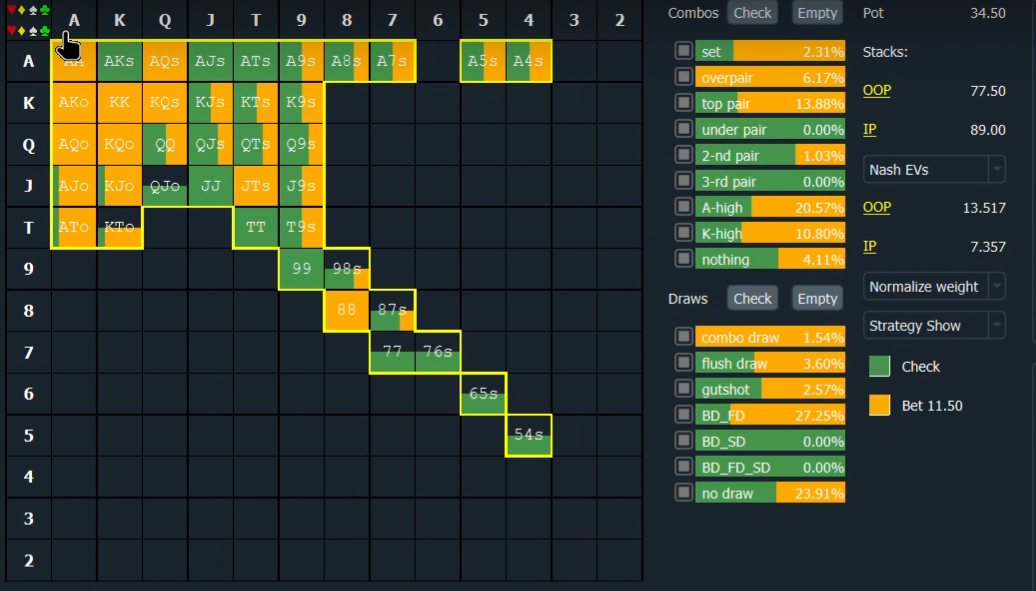 ♥♦♠♣
♥♦♠♣
A K Q J T 9 8 7 6 5 4 3 2
A AA AKs AQs AJs ATs A9s A8s A7s A5s A4s
K AKo KK KQs KJs KTs K9s
Q AQo KQo QQ QJs QTs Q9s
J AJo KJo QJo JJ JTs J9s
T ATo KTo TT T9s
9 99 98s
8 88 87s
7 77 76s
6 65s
5 54s
4
3
2
Combos Check Empty
set 2.31%
overpair 6.17%
top pair 13.88%
under pair 0.00%
2-nd pair 1.03%
3-rd pair 0.00%
A-high 20.57%
K-high 10.80%
nothing 4.11%
Draws Check Empty
combo draw 1.54%
flush draw 3.60%
gutshot 2.57%
BD_FD 27.25%
BD_SD 0.00%
BD_FD_SD 0.00%
no draw 23.91%
Pot 34.50
Stacks:
OOP 77.50
IP 89.00
Nash EVs
OOP 13.517
IP 7.357
Normalize weight
Strategy Show
Check
Bet 11.50